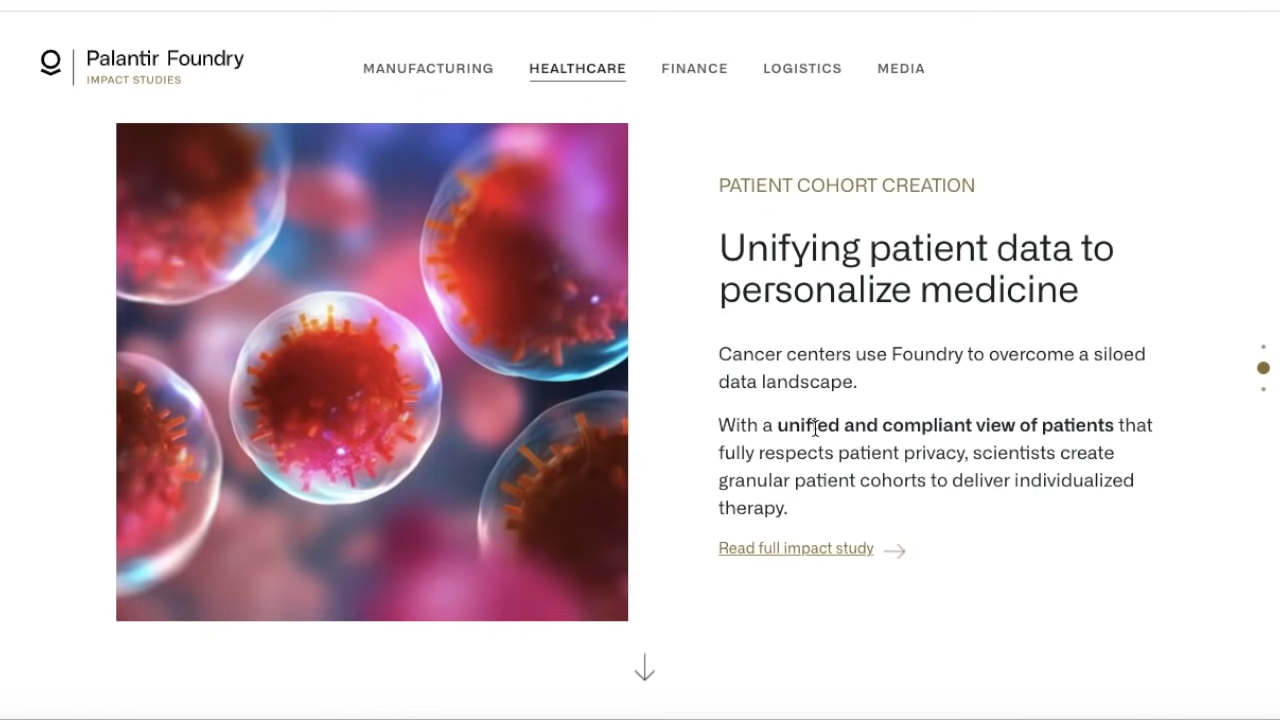 Palantir Foundry
IMPACT STUDIES
MANUFACTURING HEALTHCARE FINANCE LOGISTICS MEDIA
PATIENT COHORT CREATION
Unifying patient data to
personalize medicine
Cancer centers use Foundry to overcome a siloed
data landscape.
With a unified and compliant view of patients that
fully respects patient privacy, scientists create
granular patient cohorts to deliver individualized
therapy.
Read full impact study